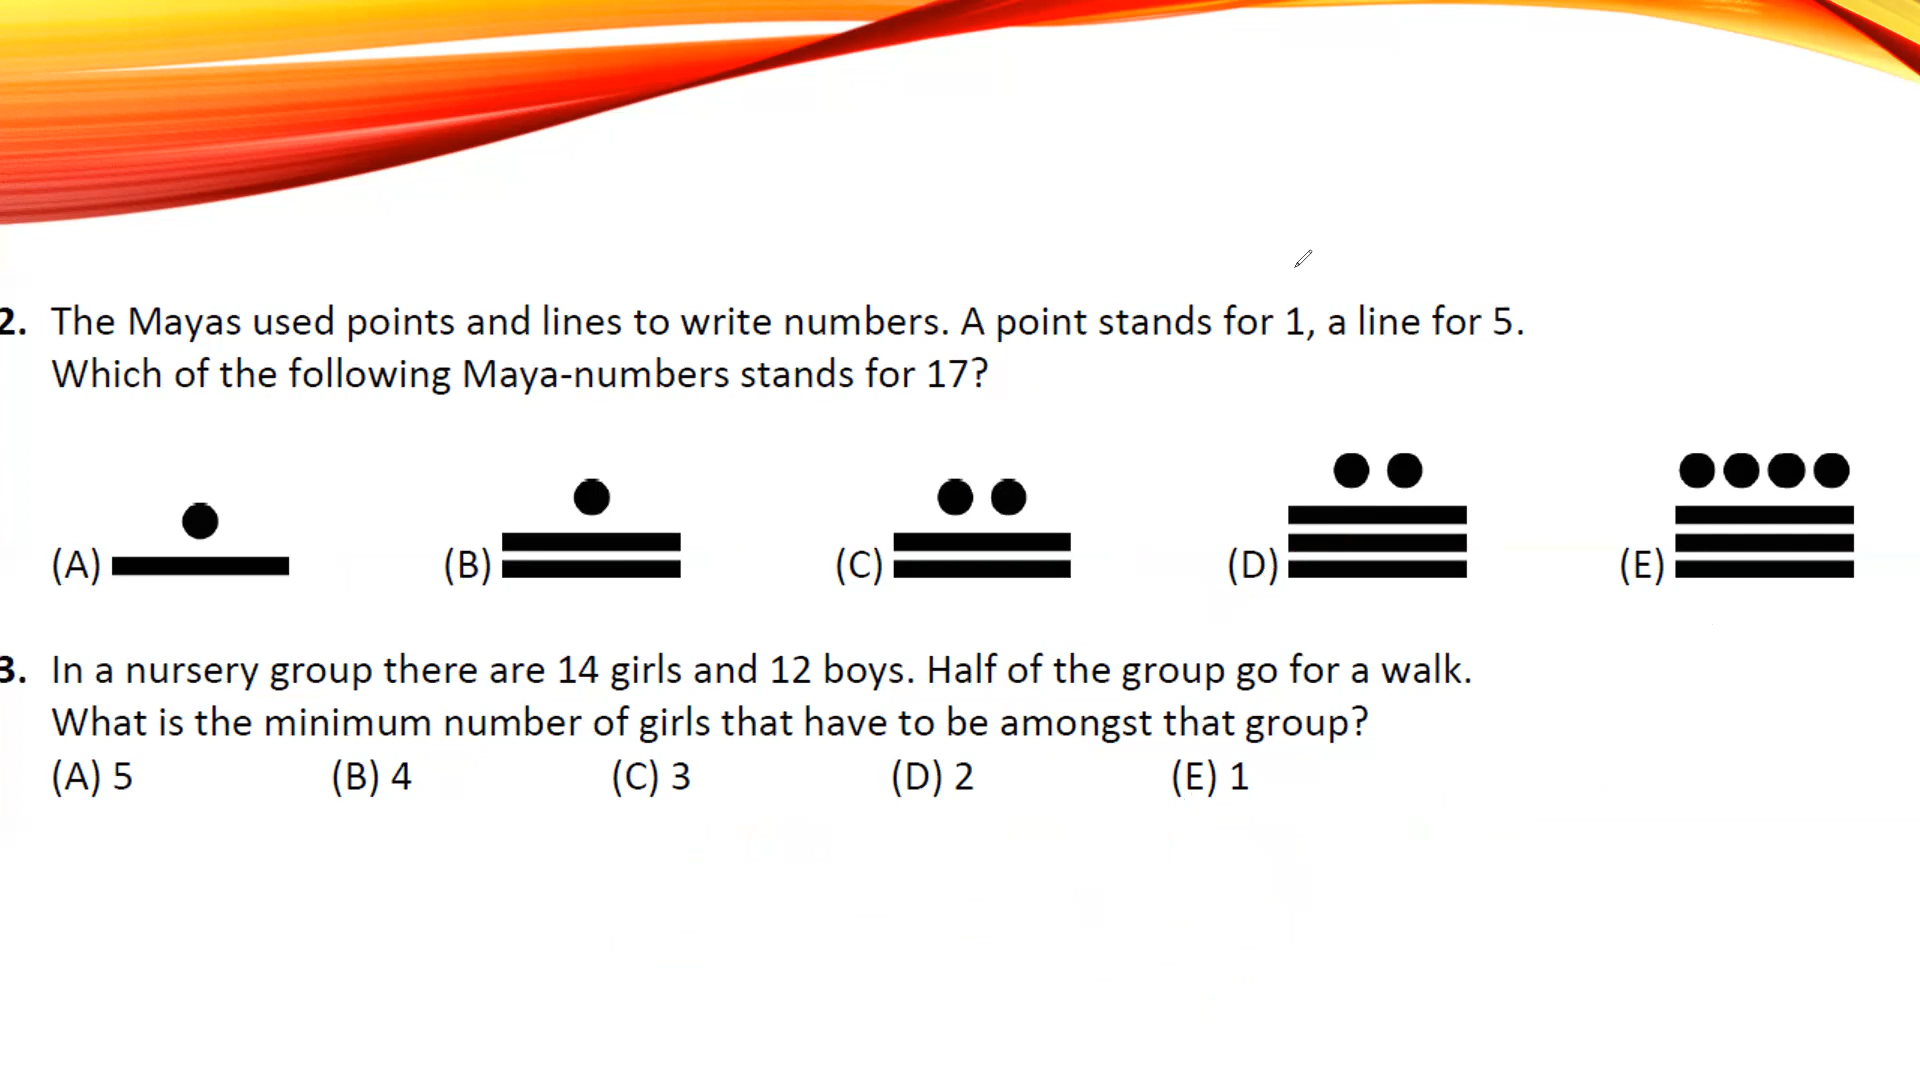 2. The Mayas used points and lines to write numbers. A point stands for 1, a line for 5.
Which of the following Maya-numbers stands for 17?
(A) (B) (C) (D) (E)
3. In a nursery group there are 14 girls and 12 boys. Half of the group go for a walk.
What is the minimum number of girls that have to be amongst that group?
(A) 5 (B) 4 (C) 3 (D) 2 (E) 1